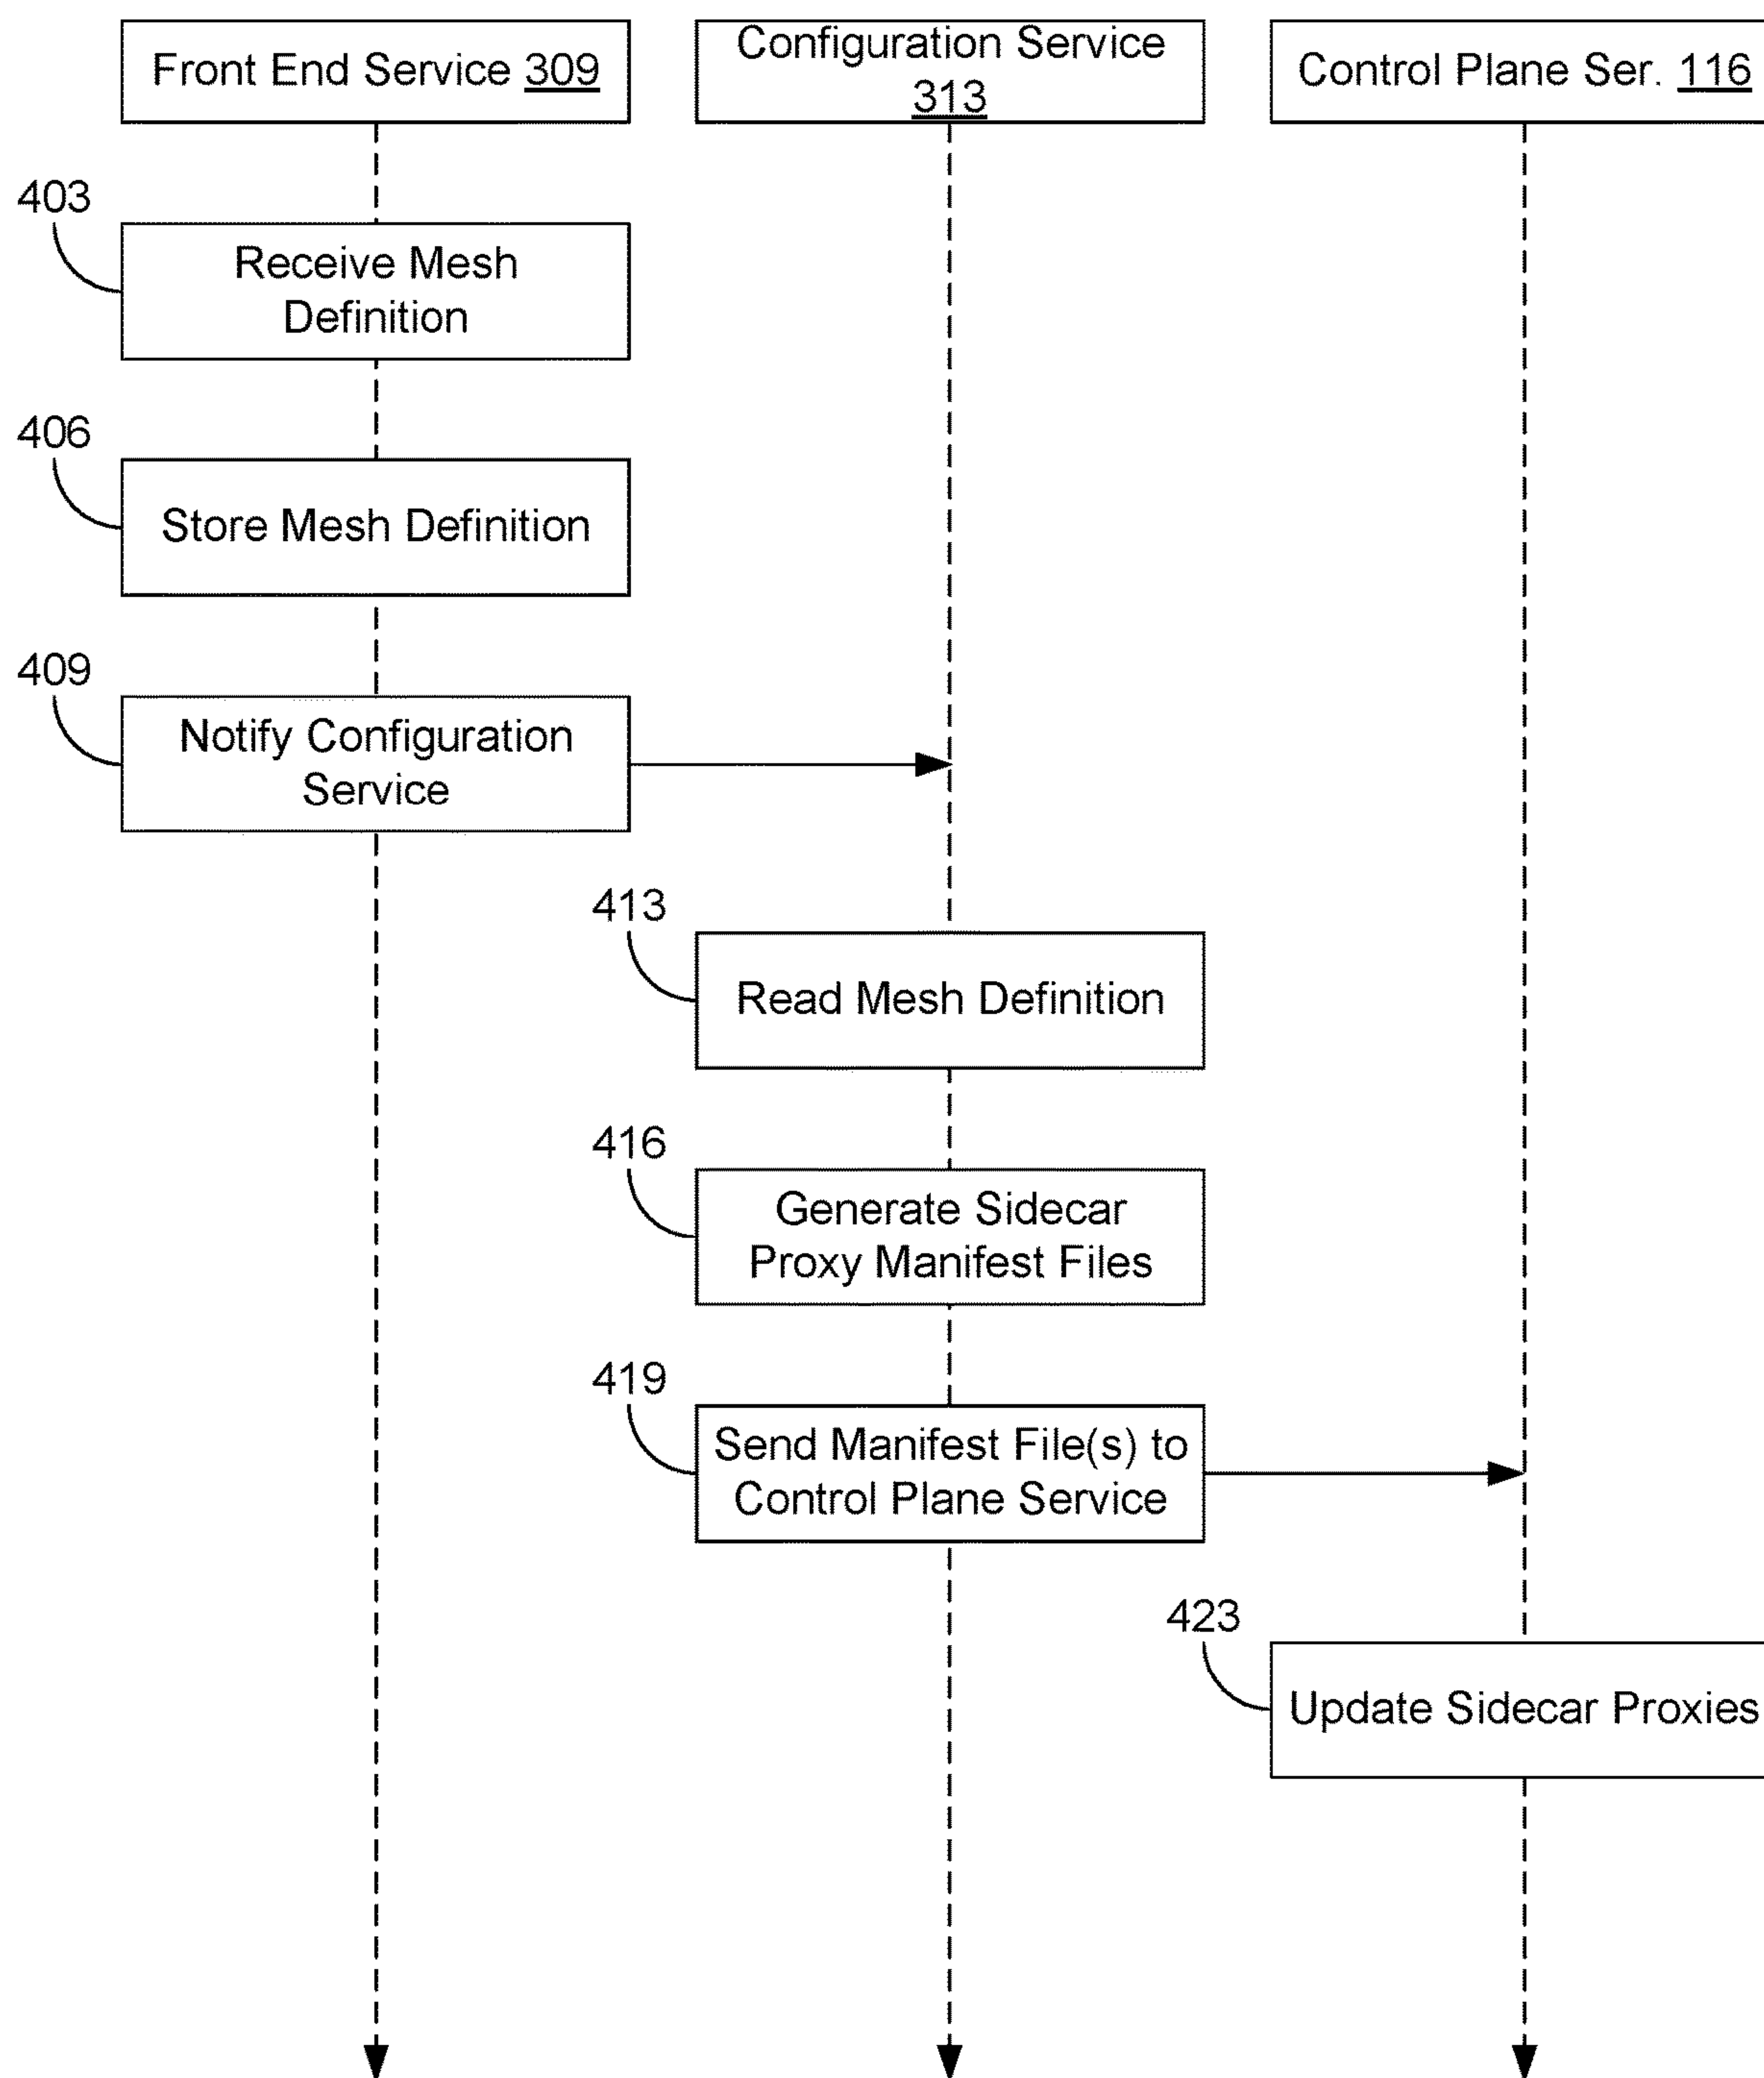 Front End Service 309
Configuration Service
313
Control Plane Ser. 116
403
Receive Mesh
Definition
406
Store Mesh Definition
409
Notify Configuration
Service
413
Read Mesh Definition
416
Generate Sidecar
Proxy Manifest Files
419
Send Manifest File(s) to
Control Plane Service
423
Update Sidecar Proxies